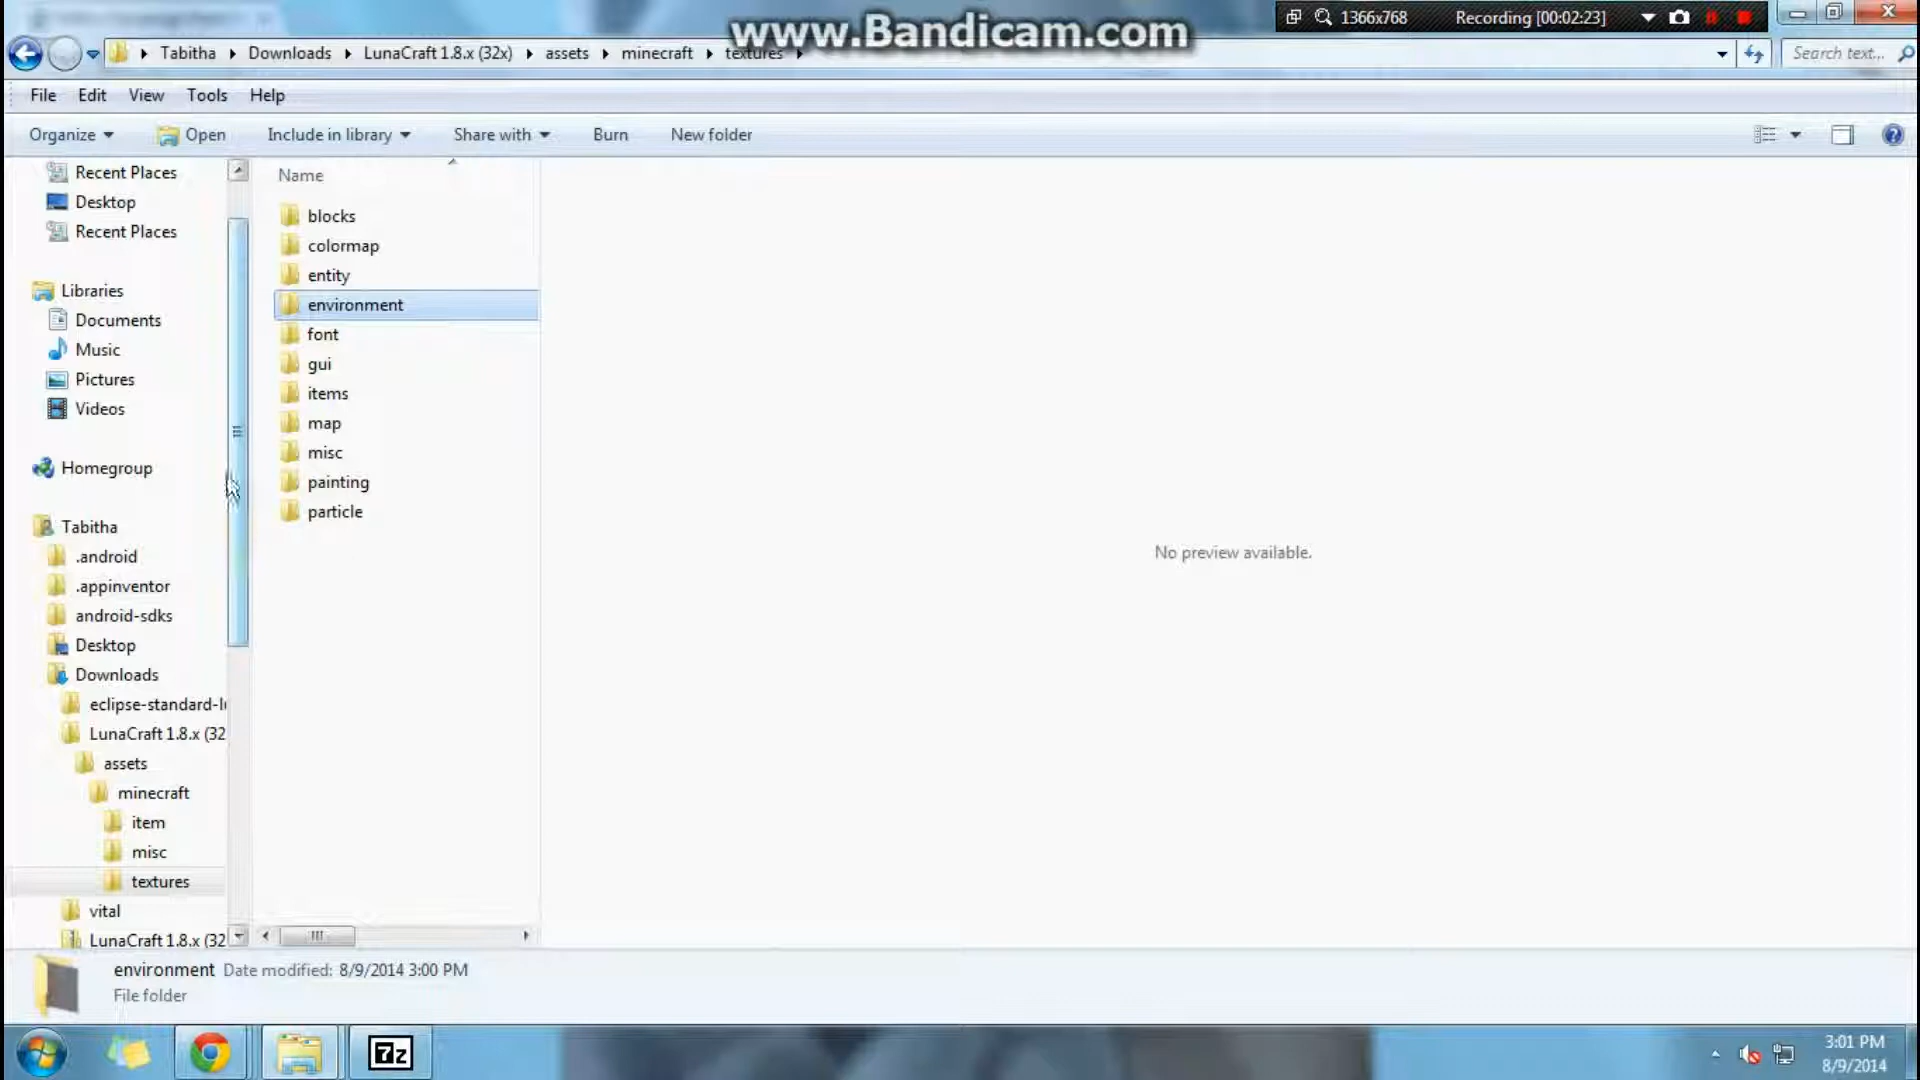 www.Bandicam.com
1366x768 Recording [00:02:23]
Tabitha Downloads LunaCraft 1.8.x (32x) assets minecraft textures
Search text...
File Edit View Tools Help
Organize Open Include in library Share with Burn New folder
Recent Places
Desktop
Recent Places
Libraries
Documents
Music
Pictures
Videos
Homegroup
Tabitha
.android
.appinventor
android-sdks
Desktop
Downloads
eclipse-standard-lu
LunaCraft 1.8.x (32
assets
minecraft
item
misc
textures
vital
LunaCraft 1.8.x (32
Name
blocks
colormap
entity
environment
font
gui
items
map
misc
painting
particle
No preview available.
environment Date modified: 8/9/2014 3:00 PM
File folder
7z
3:01 PM
8/9/2014